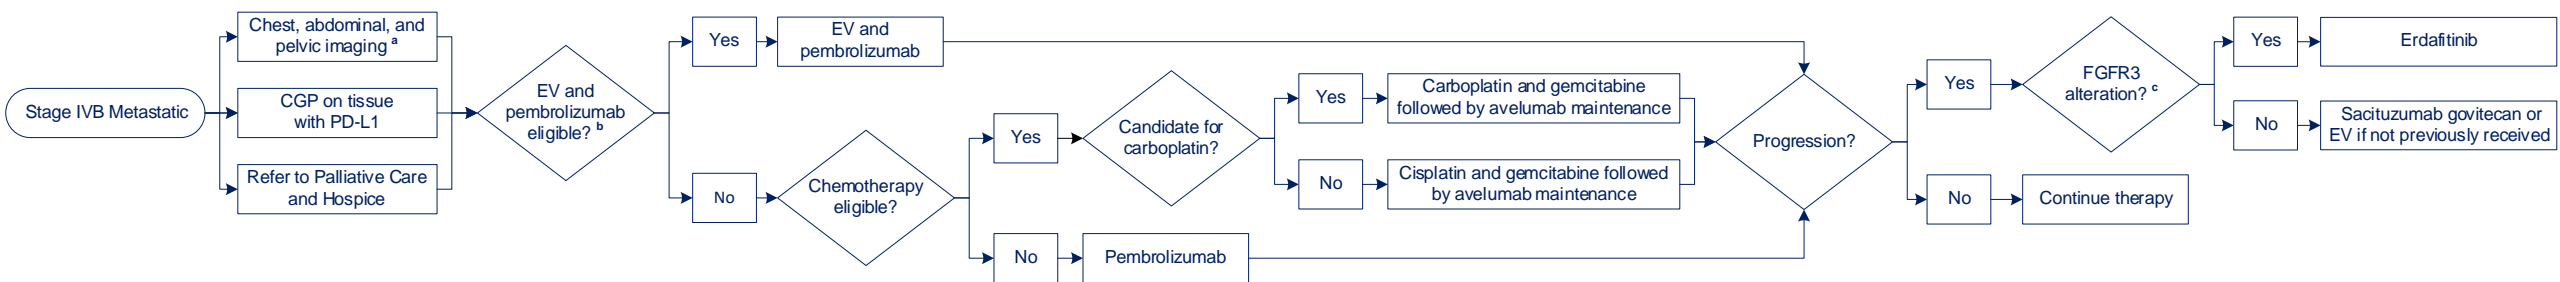 Stage IVB Metastatic
Chest, abdominal, and
pelvic imaging a
CGP on tissue
with PD-L1
Refer to Palliative Care
and Hospice
EV and
pembrolizumab
eligible? b
Yes
EV and
pembrolizumab
No
Chemotherapy
eligible?
Yes
Candidate for
carboplatin?
Yes
Carboplatin and gemcitabine
followed by avelumab maintenance
No
Cisplatin and gemcitabine followed
by avelumab maintenance
No
Pembrolizumab
Progression?
Yes
FGFR3
alteration? c
Yes
Erdafitinib
No
Sacituzumab govitecan or
EV if not previously received
No
Continue therapy